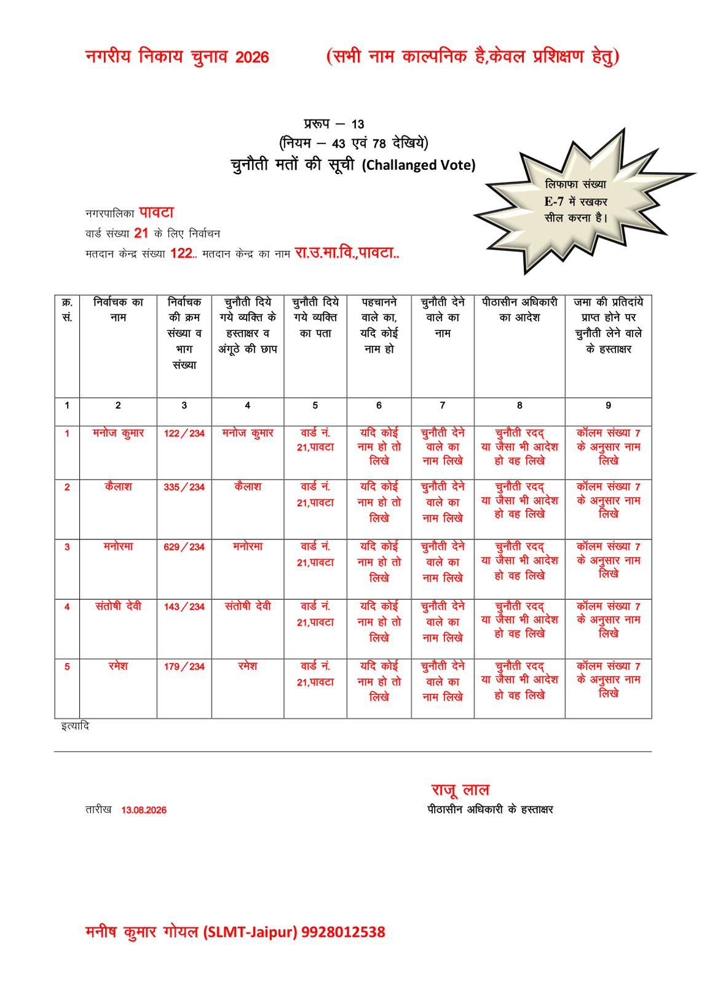 नगरीय निकाय चुनाव 2026 (सभी नाम काल्पनिक है,केवल प्रशिक्षण हेतु)
प्ररूप – 13
(नियम – 43 एवं 78 देखिये)
चुनौती मतों की सूची (Challanged Vote)
लिफाफा संख्या
E-7 में रखकर
सील करना है।
नगरपालिका पावटा
वार्ड संख्या 21 के लिए निर्वाचन
मतदान केन्द्र संख्या 122.. मतदान केन्द्र का नाम रा.उ.मा.वि.,पावटा..
क्र. सं. निर्वाचक का नाम निर्वाचक की क्रम संख्या व भाग संख्या चुनौती दिये गये व्यक्ति के हस्ताक्षर व अंगूठे की छाप चुनौती दिये गये व्यक्ति का पता पहचानने वाले का, यदि कोई नाम हो चुनौती देने वाले का नाम पीठासीन अधिकारी का आदेश जमा की प्रतिदांये प्राप्त होने पर चुनौती लेने वाले के हस्ताक्षर
1 2 3 4 5 6 7 8 9
1 मनोज कुमार 122/234 मनोज कुमार वार्ड नं. 21,पावटा यदि कोई नाम हो तो लिखे चुनौती देने वाले का नाम लिखे चुनौती रदद् या जैसा भी आदेश हो वह लिखे कॉलम संख्या 7 के अनुसार नाम लिखे
2 कैलाश 335/234 कैलाश वार्ड नं. 21,पावटा यदि कोई नाम हो तो लिखे चुनौती देने वाले का नाम लिखे चुनौती रदद् या जैसा भी आदेश हो वह लिखे कॉलम संख्या 7 के अनुसार नाम लिखे
3 मनोरमा 629/234 मनोरमा वार्ड नं. 21,पावटा यदि कोई नाम हो तो लिखे चुनौती देने वाले का नाम लिखे चुनौती रदद् या जैसा भी आदेश हो वह लिखे कॉलम संख्या 7 के अनुसार नाम लिखे
4 संतोषी देवी 143/234 संतोषी देवी वार्ड नं. 21,पावटा यदि कोई नाम हो तो लिखे चुनौती देने वाले का नाम लिखे चुनौती रदद् या जैसा भी आदेश हो वह लिखे कॉलम संख्या 7 के अनुसार नाम लिखे
5 रमेश 179/234 रमेश वार्ड नं. 21,पावटा यदि कोई नाम हो तो लिखे चुनौती देने वाले का नाम लिखे चुनौती रदद् या जैसा भी आदेश हो वह लिखे कॉलम संख्या 7 के अनुसार नाम लिखे
इत्यादि
राजू लाल
तारीख 13.08.2026 पीठासीन अधिकारी के हस्ताक्षर
मनीष कुमार गोयल (SLMT-Jaipur) 9928012538